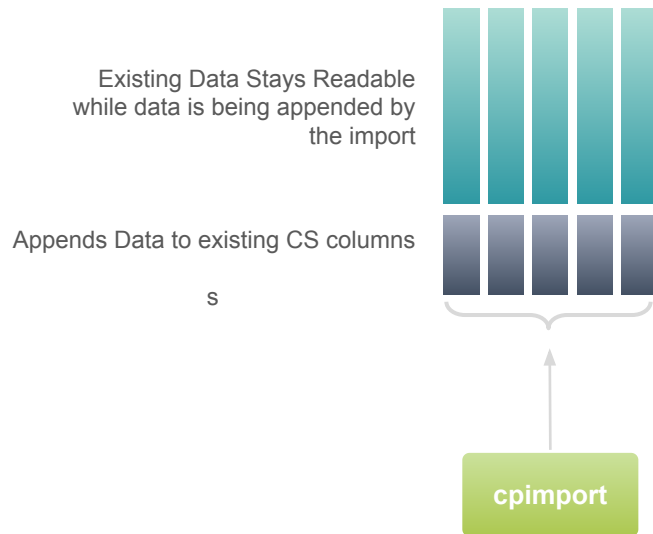 Existing Data Stays Readable
while data is being appended by
the import
Appends Data to existing CS columns
s
cpimport